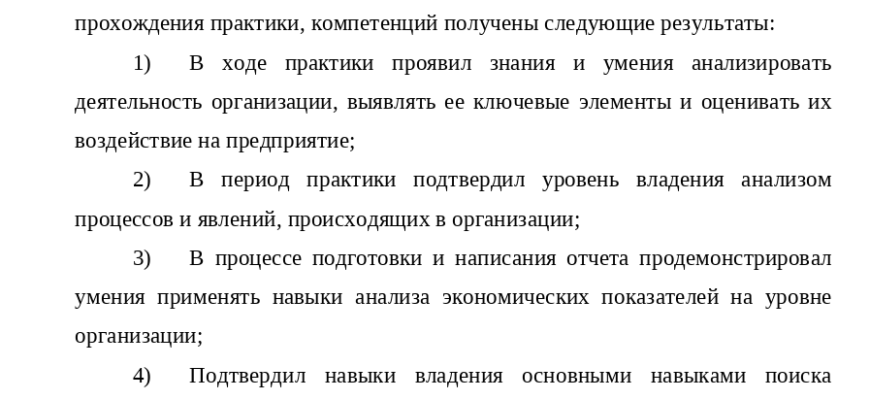 прохождения практики, компетенций получены следующие результаты:
1) В ходе практики проявил знания и умения анализировать
деятельность организации, выявлять ее ключевые элементы и оценивать их
воздействие на предприятие;
2) В период практики подтвердил уровень владения анализом
процессов и явлений, происходящих в организации;
3) В процессе подготовки и написания отчета продемонстрировал
умения применять навыки анализа экономических показателей на уровне
организации;
4) Подтвердил навыки владения основными навыками поиска